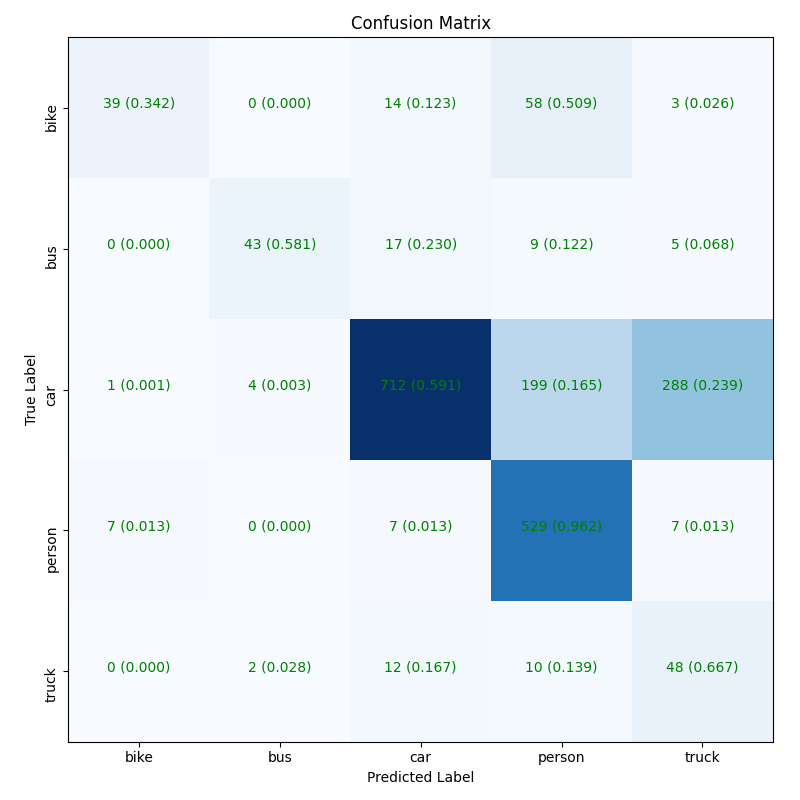 Confusion Matrix
True Label
bike
39 (0.342) 0 (0.000) 14 (0.123) 58 (0.509) 3 (0.026)
bus
0 (0.000) 43 (0.581) 17 (0.230) 9 (0.122) 5 (0.068)
car
1 (0.001) 4 (0.003) 712 (0.591) 199 (0.165) 288 (0.239)
person
7 (0.013) 0 (0.000) 7 (0.013) 529 (0.962) 7 (0.013)
truck
0 (0.000) 2 (0.028) 12 (0.167) 10 (0.139) 48 (0.667)
bike bus car person truck
Predicted Label